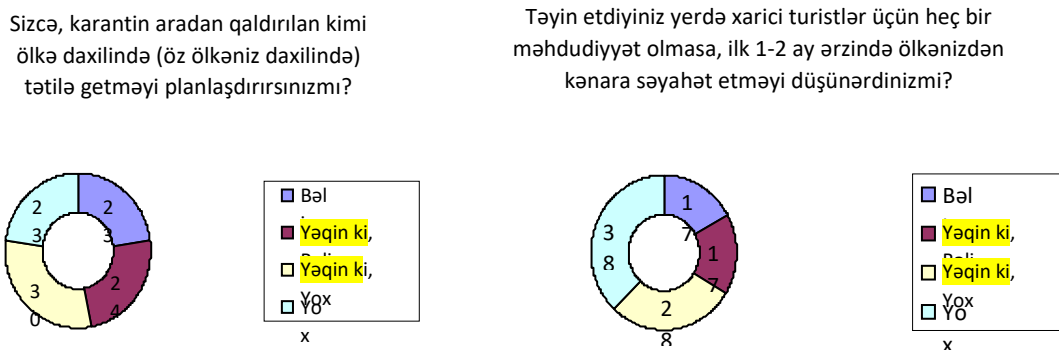 Sizcə, karantin aradan qaldırılan kimi
ölkə daxilində (öz ölkəniz daxilində)
tətilə getməyi planlaşdırırsınızmı?
2
3
2
3
2
4
3
0
Bəl
Yəqin ki,
Yəqin ki,
Yox
Yo
x
Təyin etdiyiniz yerdə xarici turistlər üçün heç bir
məhdudiyyət olmasa, ilk 1-2 ay ərzində ölkənizdən
kənara səyahət etməyi düşünərdinizmi?
3
8
1
7
1
7
2
8
Bəl
Yəqin ki,
Yəqin ki,
Yox
Yo
x